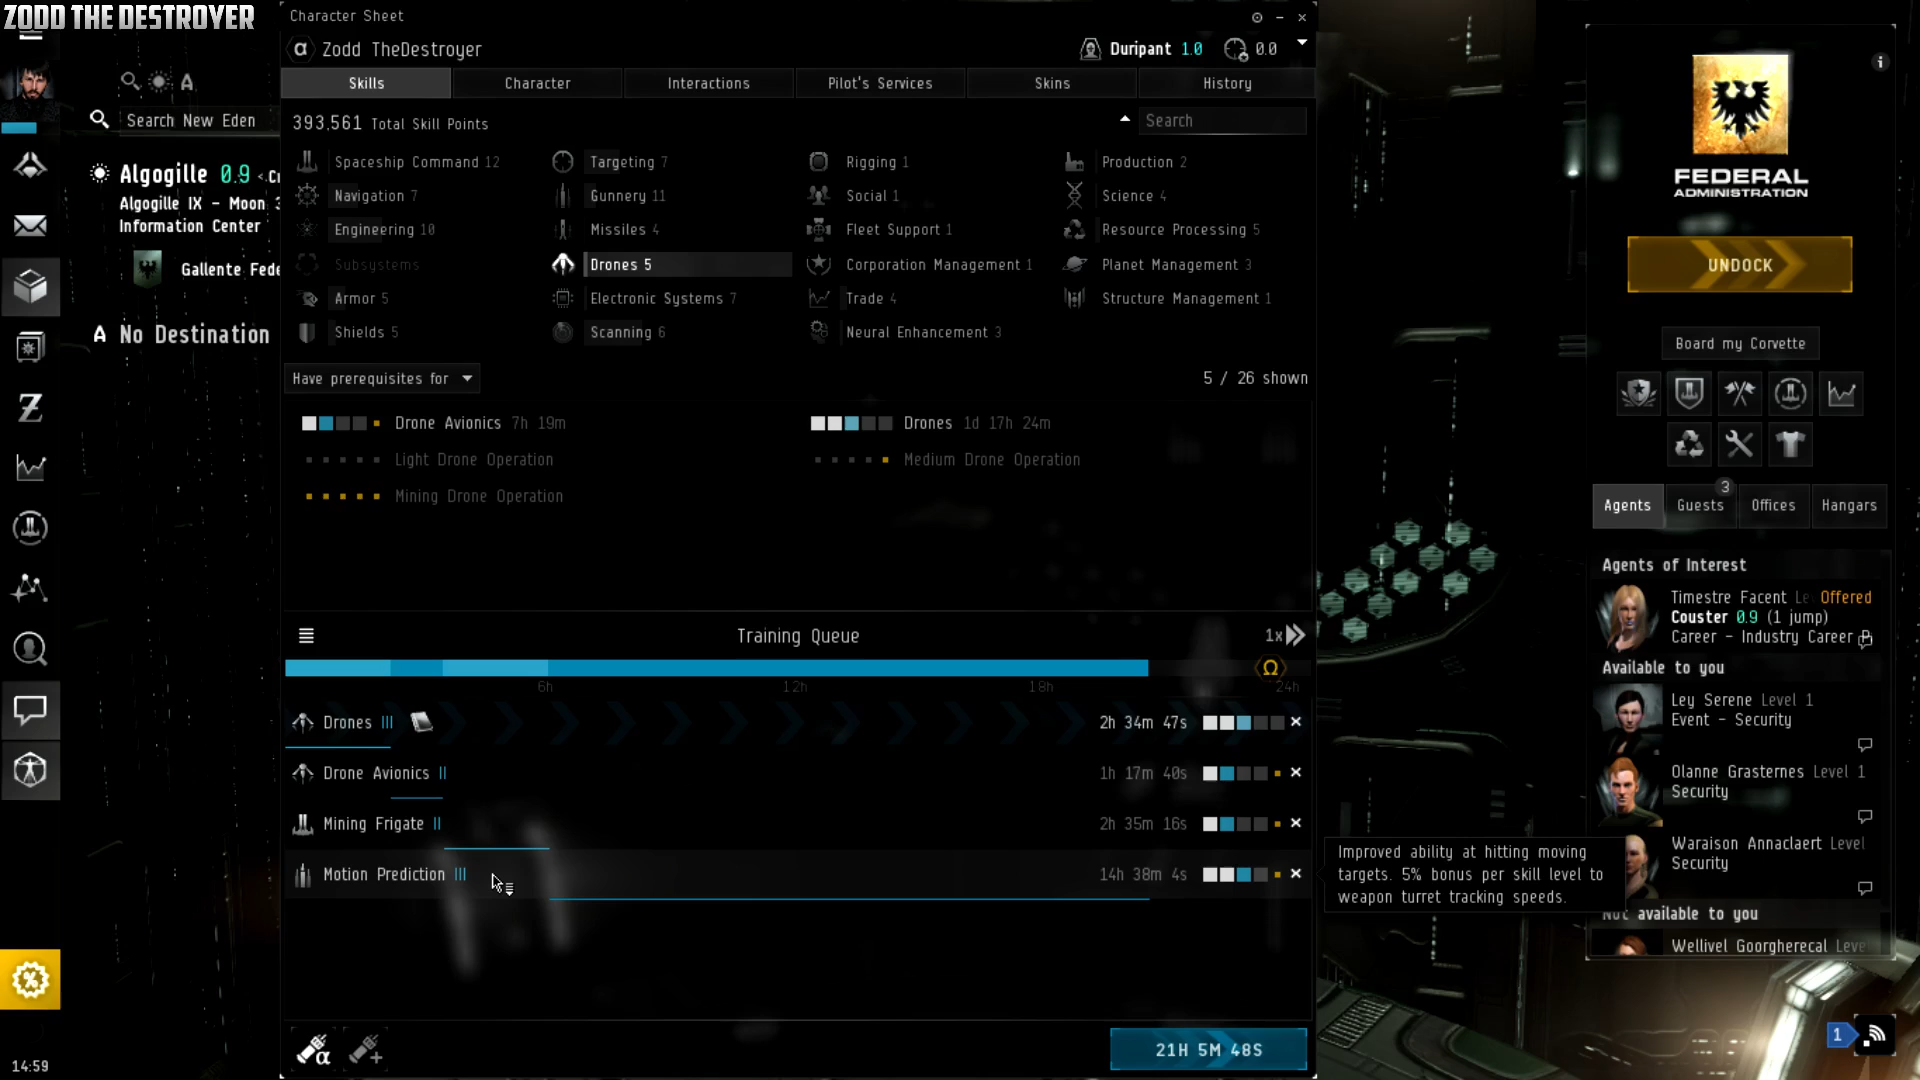 ZODD THE DESTROYER
Character Sheet
α Zodd TheDestroyer
Duripant 1.0
0.0
Skills
Character
Interactions
Pilot's Services
Skins
History
Search New Eden
393,561 Total Skill Points
Search
Algogille 0.9
Algogille IX - Moon
Information Center
Gallente Fede
A No Destination
Spaceship Command 12
Targeting 7
Rigging 1
Production 2
Navigation 7
Gunnery 11
Social 1
Science 4
Engineering 10
Missiles 4
Fleet Support 1
Resource Processing 5
Subsystems
Drones 5
Corporation Management 1
Planet Management 3
Armor 5
Electronic Systems 7
Trade 4
Structure Management 1
Shields 5
Scanning 6
Neural Enhancement 3
Have prerequisites for
5 / 26 shown
Drone Avionics 7h 19m
Drones 1d 17h 24m
Light Drone Operation
Medium Drone Operation
Mining Drone Operation
Training Queue
1x
Ω
6h
12h
18h
24h
Drones III
2h 34m 47s
Drone Avionics II
1h 17m 40s
Mining Frigate II
2h 35m 16s
Motion Prediction III
14h 38m 4s
Improved ability at hitting moving
targets. 5% bonus per skill level to
weapon turret tracking speeds.
21H 5M 48S
14:59
FEDERAL
ADMINISTRATION
UNDOCK
Board my Corvette
Agents
Guests
3
Offices
Hangars
Agents of Interest
Timestre Facent Le Offered
Couster 0.9 (1 jump)
Career - Industry Career P
Available to you
Ley Serene Level 1
Event - Security
Olanne Grasternes Level 1
Security
Waraison Annaclaert Level
Security
Not available to you
Wellivel Goorgherecal Leve
1